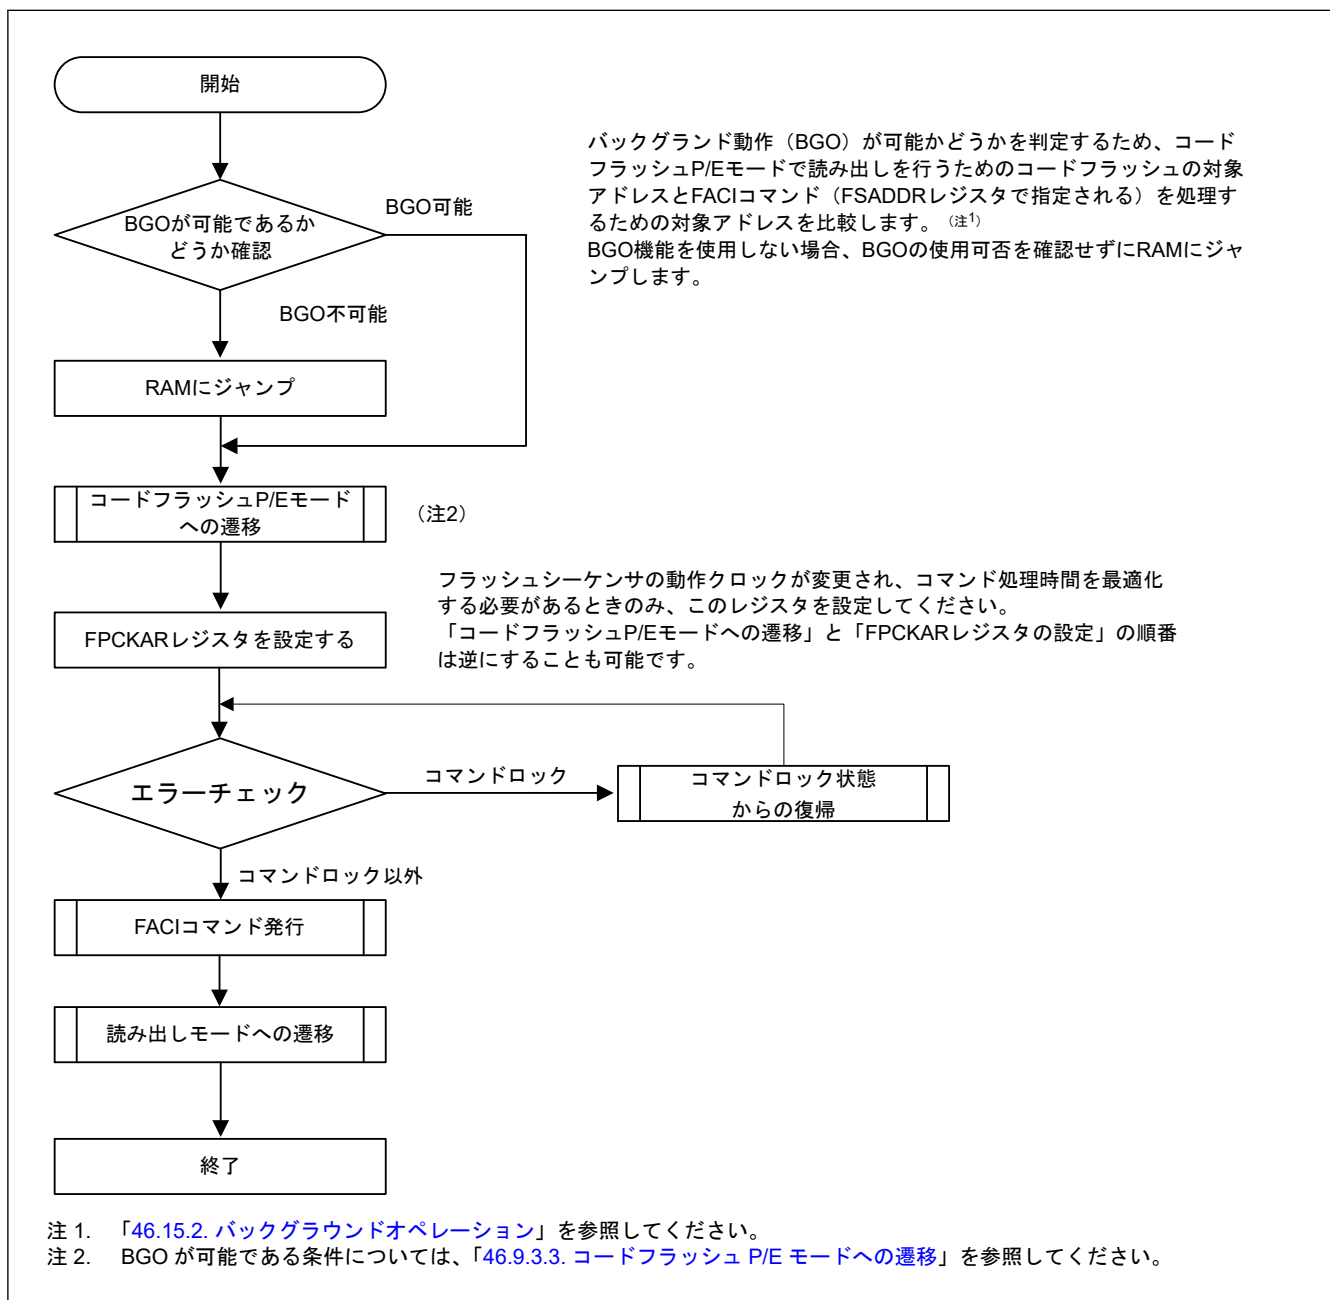 開始
バックグランド動作（BGO）が可能かどうかを判定するため、コード
フラッシュP/Eモードで読み出しを行うためのコードフラッシュの対象
アドレスとFACIコマンド（FSADDRレジスタで指定される）を処理す
るための対象アドレスを比較します。（注1）
BGO機能を使用しない場合、BGOの使用可否を確認せずにRAMにジャ
ンプします。
BGOが可能であるか
どうか確認
BGO可能
BGO不可能
RAMにジャンプ
コードフラッシュP/Eモード
への遷移
（注2）
フラッシュシーケンサの動作クロックが変更され、コマンド処理時間を最適化
する必要があるときのみ、このレジスタを設定してください。
「コードフラッシュP/Eモードへの遷移」と「FPCKARレジスタの設定」の順番
は逆にすることも可能です。
FPCKARレジスタを設定する
エラーチェック
コマンドロック
コマンドロック状態
からの復帰
コマンドロック以外
FACIコマンド発行
読み出しモードへの遷移
終了
注 1. 「46.15.2. バックグラウンドオペレーション」を参照してください。
注 2. BGO が可能である条件については、「46.9.3.3. コードフラッシュ P/E モードへの遷移」を参照してください。